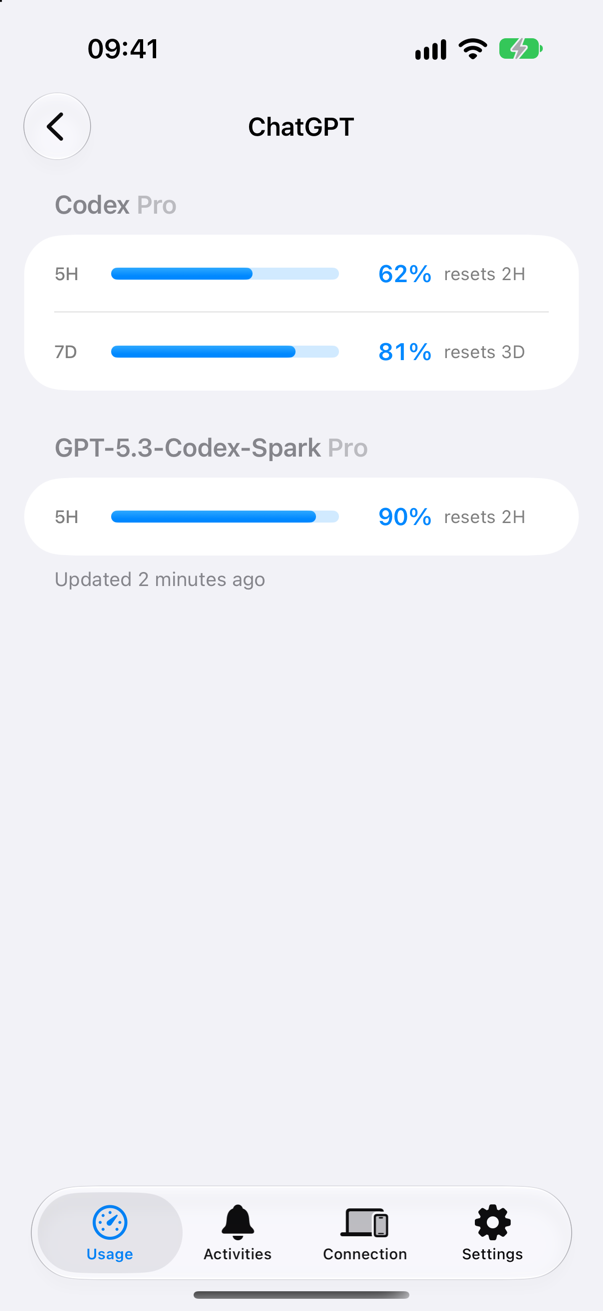 09:41
ChatGPT
Codex Pro
5H 62% resets 2H
7D 81% resets 3D
GPT-5.3-Codex-Spark Pro
5H 90% resets 2H
Updated 2 minutes ago
Usage Activities Connection Settings